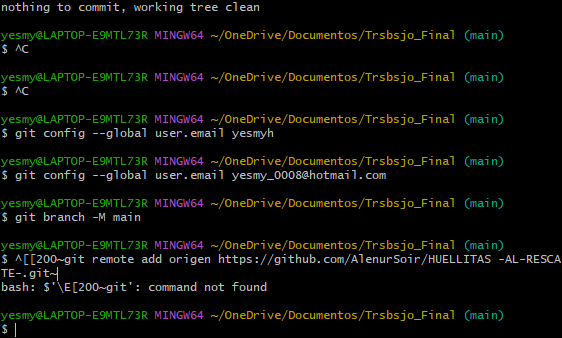 nothing to commit, working tree clean
yesmy@LAPTOP-E9MTL73R MINGW64 ~/OneDrive/Documentos/Trsbsjo_Final (main)
$ ^C
yesmy@LAPTOP-E9MTL73R MINGW64 ~/OneDrive/Documentos/Trsbsjo_Final (main)
$ ^C
yesmy@LAPTOP-E9MTL73R MINGW64 ~/OneDrive/Documentos/Trsbsjo_Final (main)
$ git config --global user.email yesmyh
yesmy@LAPTOP-E9MTL73R MINGW64 ~/OneDrive/Documentos/Trsbsjo_Final (main)
$ git config --global user.email yesmy_0008@hotmail.com
yesmy@LAPTOP-E9MTL73R MINGW64 ~/OneDrive/Documentos/Trsbsjo_Final (main)
$ git branch -M main
yesmy@LAPTOP-E9MTL73R MINGW64 ~/OneDrive/Documentos/Trsbsjo_Final (main)
$ ^[[200~git remote add origen https://github.com/AlenurSoir/HUELLITAS -AL-RESCA
TE-.git~
bash: $'\E[200~git': command not found
yesmy@LAPTOP-E9MTL73R MINGW64 ~/OneDrive/Documentos/Trsbsjo_Final (main)
$